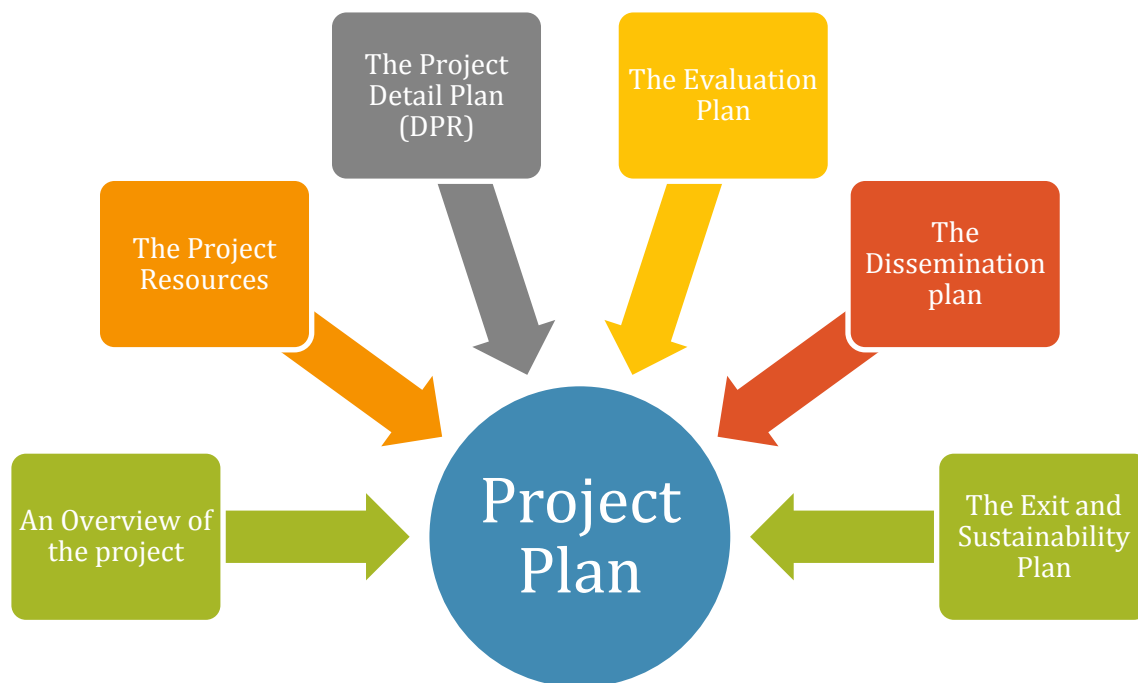 The Project
Detail Plan
(DPR)
The Evaluation
Plan
The Project
Resources
The
Dissemination
plan
An Overview of
the project
Project
Plan
The Exit and
Sustainability
Plan